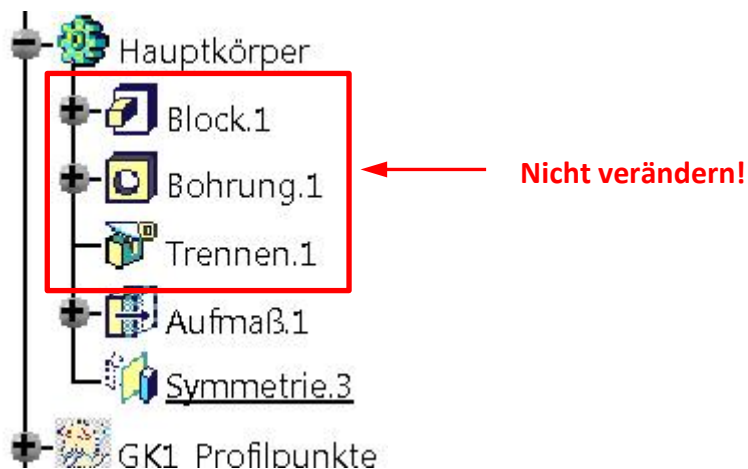 Hauptkörper
Block.1
Bohrung.1
Nicht verändern!
Trennen.1
Aufmaß.1
Symmetrie.3
GK1_Profilpunkte